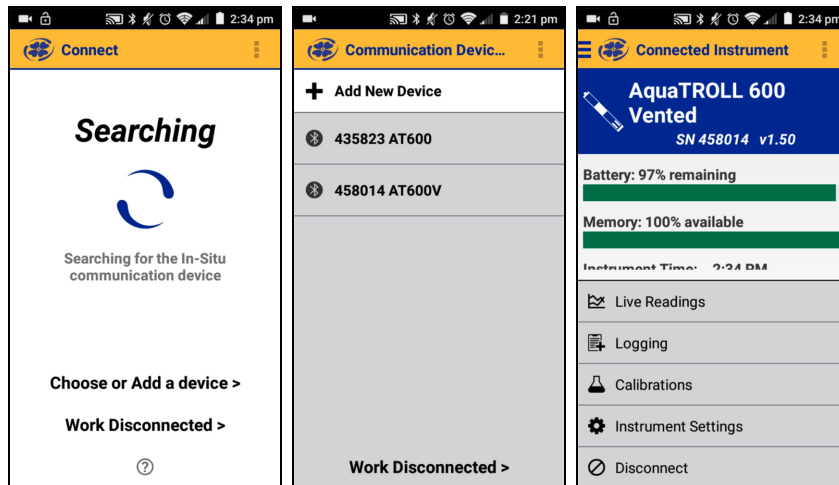 2:34 pm
Connect
Searching
Searching for the In-Situ
communication device
Choose or Add a device >
Work Disconnected >
?
2:21 pm
Communication Devic...
Add New Device
435823 AT600
458014 AT600V
Work Disconnected >
2:34 pm
Connected Instrument
AquaTROLL 600
Vented
SN 458014 v1.50
Battery: 97% remaining
Memory: 100% available
Instrument Time: 2:34 PM
Live Readings
Logging
Calibrations
Instrument Settings
Disconnect